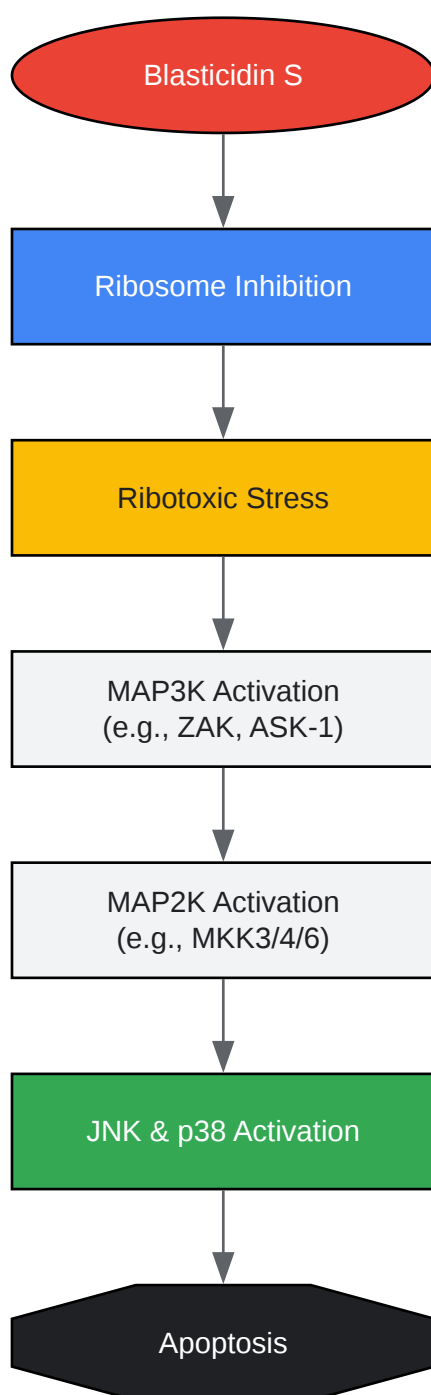 Blasticidin S
Ribosome Inhibition
Ribotoxic Stress
MAP3K Activation
(e.g., ZAK, ASK-1)
MAP2K Activation
(e.g., MKK3/4/6)
JNK & p38 Activation
Apoptosis